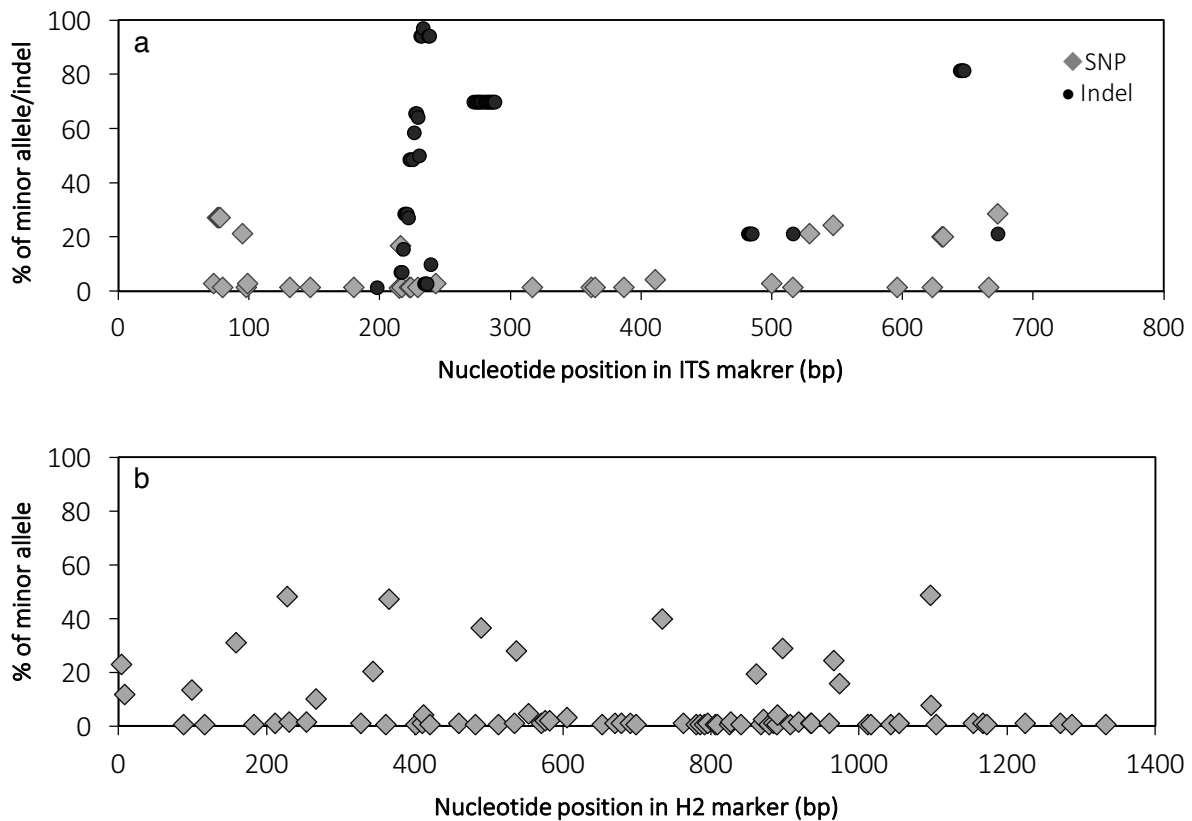 100
a
SNP
Indel
80
60
40
20
0
0 100 200 300 400 500 600 700 800
% of minor allele/indel
Nucleotide position in ITS makrer (bp)
100
b
80
60
40
20
0
0 200 400 600 800 1000 1200 1400
% of minor allele
Nucleotide position in H2 marker (bp)